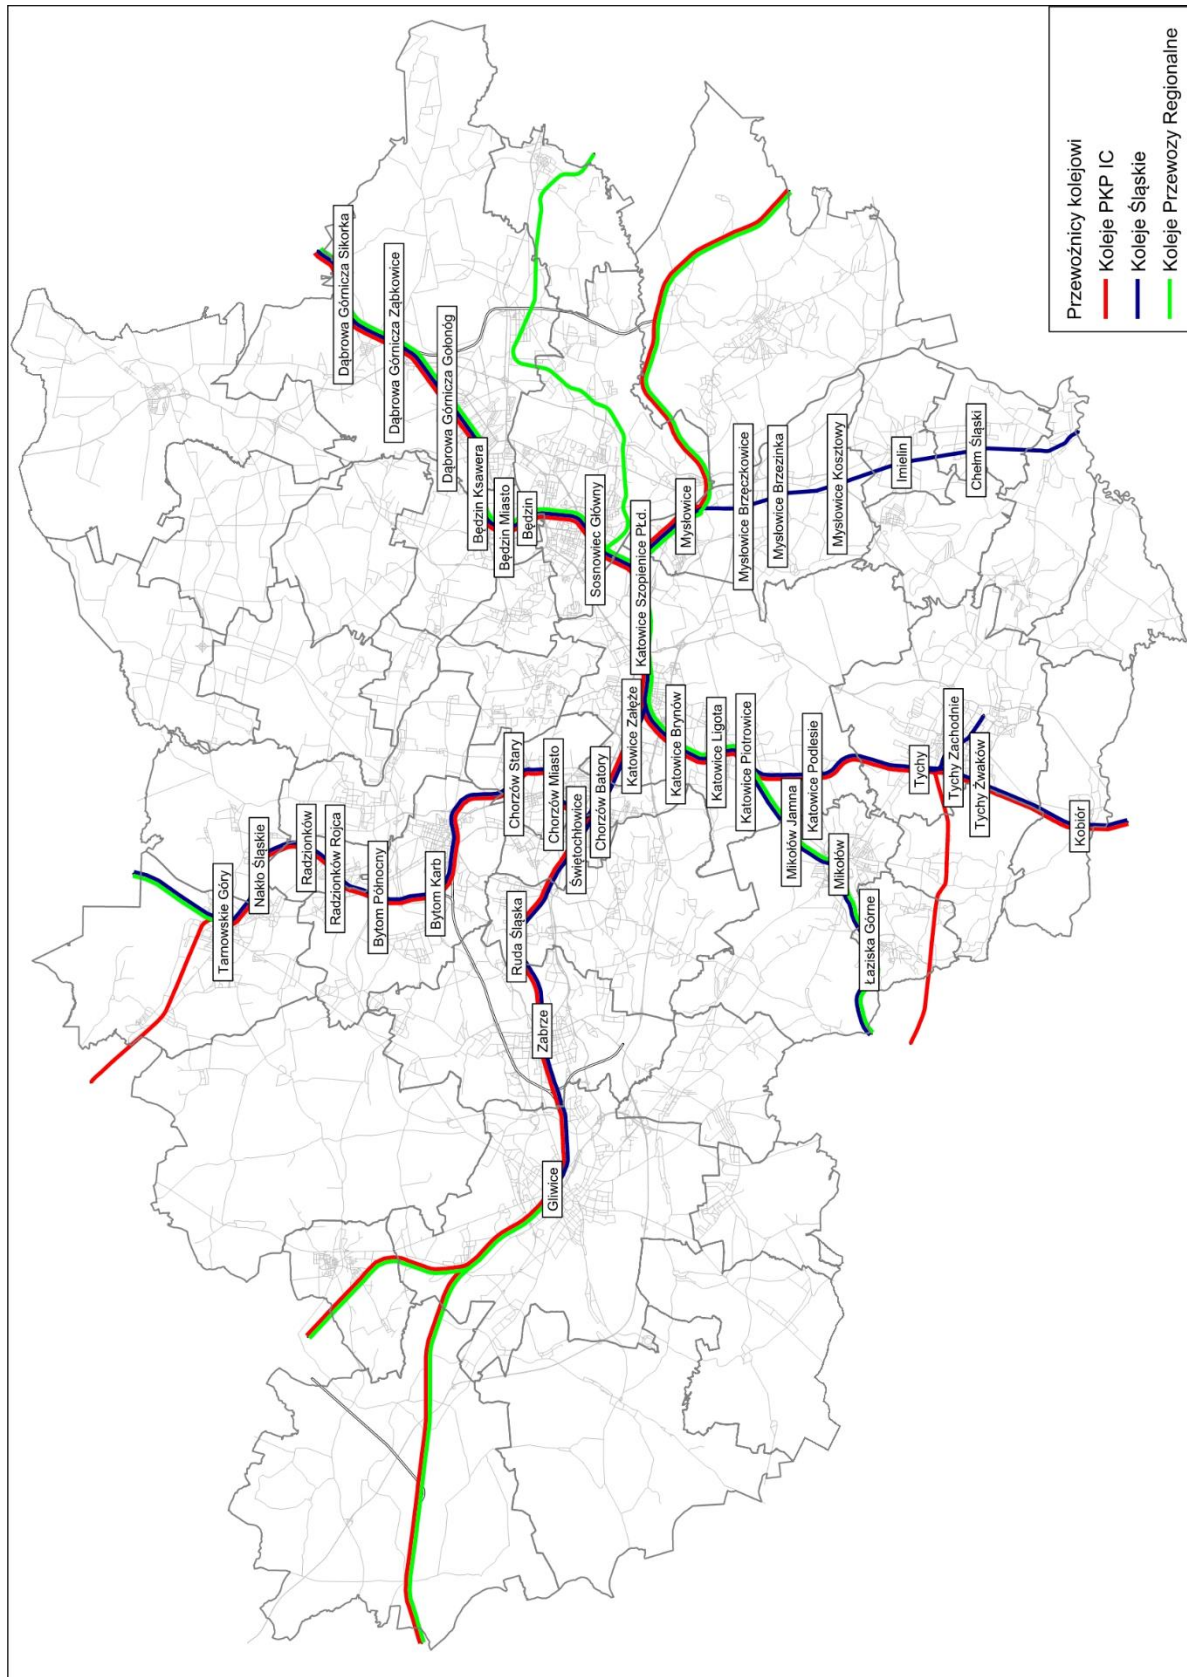 Tarnowskie Góry
Nakło Śląskie
Radzionków
Radzionków Rojca
Bytom Północny
Bytom Karb
Chorzów Stary
Chorzów Miasto
Świętochłowice
Chorzów Batory
Ruda Śląska
Zabrze
Gliwice
Katowice Załęże
Katowice Brynów
Katowice Ligota
Katowice Piotrowice
Mikołów Jamna
Katowice Podlesie
Mikołów
Łaziska Górne
Tychy
Tychy Zachodnie
Tychy Żwaków
Kobiór
Dąbrowa Górnicza Sikorka
Dąbrowa Górnicza Ząbkowice
Dąbrowa Górnicza Gołonóg
Będzin Ksawera
Będzin Miasto
Będzin
Sosnowiec Główny
Katowice Szopienice PŁd.
Mysłowice
Mysłowice Brzęczkowice
Mysłowice Brzezinka
Mysłowice Kosztowy
Imielin
Chełm Śląski
Przewoźnicy kolejowi
Koleje PKP IC
Koleje Śląskie
Koleje Przewozy Regionalne